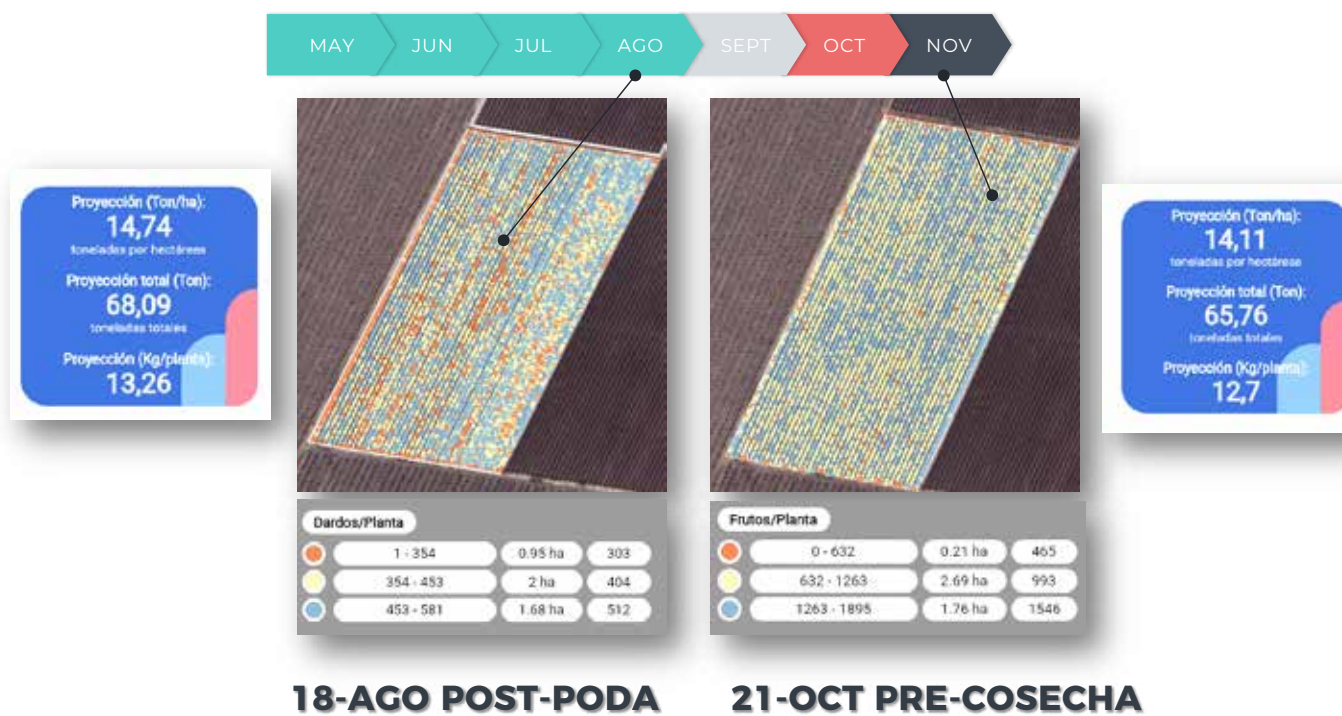 MAY JUN JUL AGO SEPT OCT NOV
Proyección (Ton/ha):
14,74
toneladas por hectáreas
Proyección total (Ton):
68,09
toneladas totales
Proyección (Kg/planta):
13,26
Proyección (Ton/ha):
14,11
toneladas por hectáreas
Proyección total (Ton):
65,76
toneladas totales
Proyección (Kg/planta):
12,7
Dardos/Planta
1 - 354 0.95 ha 303
354 - 453 2 ha 404
453 - 581 1.68 ha 512
Frutos/Planta
0 - 632 0.21 ha 465
632 - 1263 2.69 ha 993
1263 - 1895 1.76 ha 1546
18-AGO POST-PODA
21-OCT PRE-COSECHA